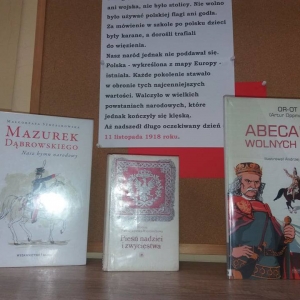 ani wojska, nie było stolicy. Nie wolno
było używać polskiej flagi ani godła.
Za mówienie w szkole po polsku dzieci
były karane, a dorośli trafiali
do więzienia.
Nasz naród jednak nie poddawał się.
Polska - wykreślona z mapy Europy -
istniała. Każde pokolenie stawało
w obronie tych najcenniejszych
wartości. Walczyło w wielkich
powstaniach narodowych, które
jednak kończyły się klęską.
Aż nadszedł długo oczekiwany dzień
11 listopada 1918 roku.
MAZUREK
DĄBROWSKIEGO
Nasz hymn narodowy
Pieśń nadziei
i zwycięstwa
OR-OT
ABECA
WOLNYCH